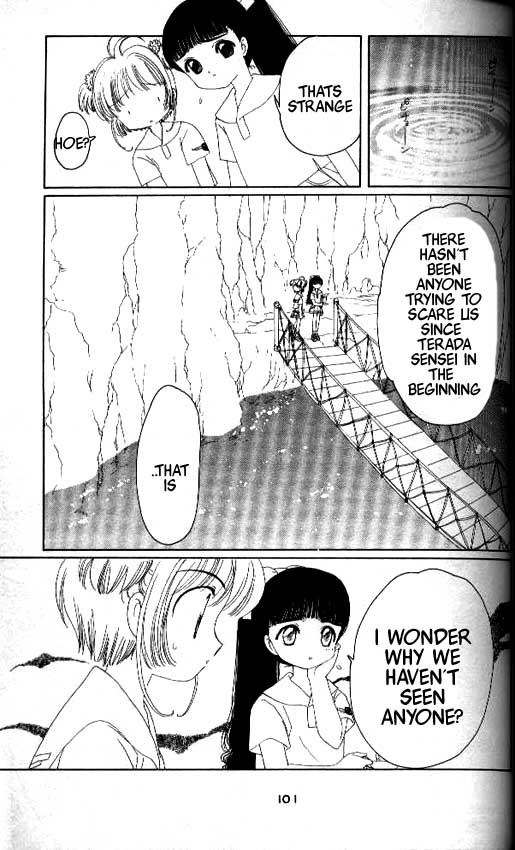 THATS
STRANGE
HOE?
THERE
HASN'T
BEEN
ANYONE
TRYING TO
SCARE US
SINCE
TERADA
SENSEI IN
THE
BEGINNING
..THAT
IS
I WONDER
WHY WE
HAVEN'T
SEEN
ANYONE?
101